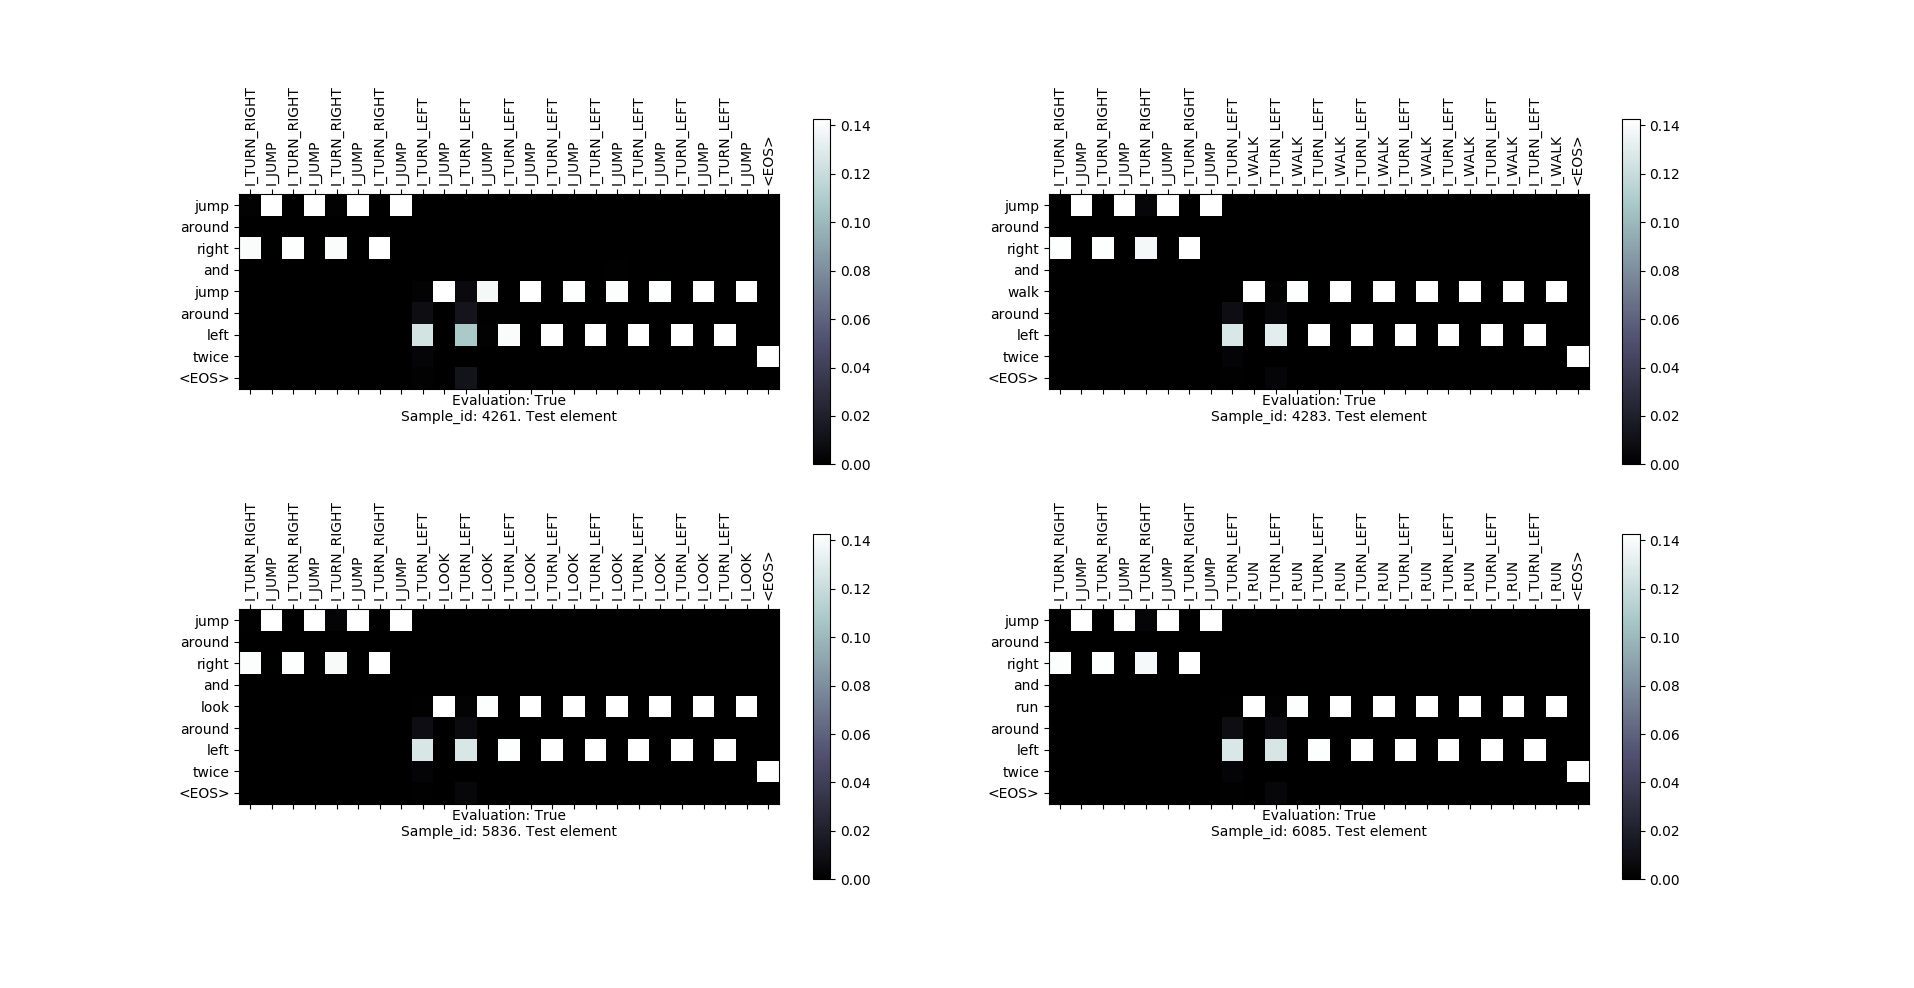 I_TURN_RIGHT
I_JUMP
I_TURN_RIGHT
I_JUMP
I_TURN_RIGHT
I_JUMP
I_TURN_RIGHT
I_JUMP
I_TURN_LEFT
I_JUMP
I_TURN_LEFT
I_JUMP
I_TURN_LEFT
I_JUMP
I_TURN_LEFT
I_JUMP
I_TURN_LEFT
I_JUMP
I_TURN_LEFT
I_JUMP
I_TURN_LEFT
I_JUMP
I_TURN_LEFT
I_JUMP
<EOS>
jump
around
right
and
jump
around
left
twice
<EOS>
Evaluation: True
Sample_id: 4261. Test element
0.14
0.12
0.10
0.08
0.06
0.04
0.02
0.00
I_TURN_RIGHT
I_JUMP
I_TURN_RIGHT
I_JUMP
I_TURN_RIGHT
I_JUMP
I_TURN_RIGHT
I_JUMP
I_TURN_LEFT
I_WALK
I_TURN_LEFT
I_WALK
I_TURN_LEFT
I_WALK
I_TURN_LEFT
I_WALK
I_TURN_LEFT
I_WALK
I_TURN_LEFT
I_WALK
I_TURN_LEFT
I_WALK
I_TURN_LEFT
I_WALK
<EOS>
jump
around
right
and
walk
around
left
twice
<EOS>
Evaluation: True
Sample_id: 4283. Test element
0.14
0.12
0.10
0.08
0.06
0.04
0.02
0.00
I_TURN_RIGHT
I_JUMP
I_TURN_RIGHT
I_JUMP
I_TURN_RIGHT
I_JUMP
I_TURN_RIGHT
I_JUMP
I_TURN_LEFT
I_LOOK
I_TURN_LEFT
I_LOOK
I_TURN_LEFT
I_LOOK
I_TURN_LEFT
I_LOOK
I_TURN_LEFT
I_LOOK
I_TURN_LEFT
I_LOOK
I_TURN_LEFT
I_LOOK
I_TURN_LEFT
I_LOOK
<EOS>
jump
around
right
and
look
around
left
twice
<EOS>
Evaluation: True
Sample_id: 5836. Test element
0.14
0.12
0.10
0.08
0.06
0.04
0.02
0.00
I_TURN_RIGHT
I_JUMP
I_TURN_RIGHT
I_JUMP
I_TURN_RIGHT
I_JUMP
I_TURN_RIGHT
I_JUMP
I_TURN_LEFT
I_RUN
I_TURN_LEFT
I_RUN
I_TURN_LEFT
I_RUN
I_TURN_LEFT
I_RUN
I_TURN_LEFT
I_RUN
I_TURN_LEFT
I_RUN
I_TURN_LEFT
I_RUN
I_TURN_LEFT
I_RUN
<EOS>
jump
around
right
and
run
around
left
twice
<EOS>
Evaluation: True
Sample_id: 6085. Test element
0.14
0.12
0.10
0.08
0.06
0.04
0.02
0.00